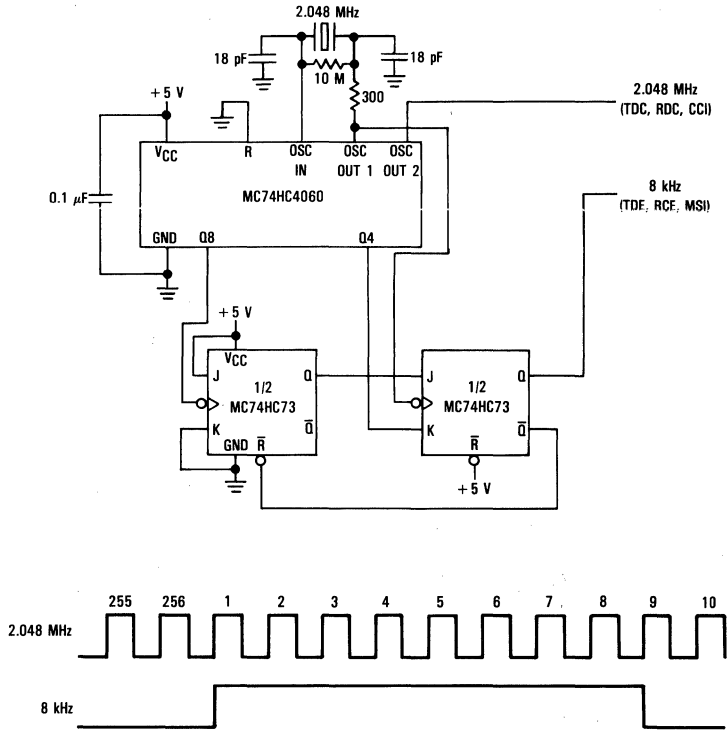 2.048 MHz
18 pF
18 pF
10 M
300
+5 V
2.048 MHz
(TDC, RDC, CCI)
VCC
R
OSC IN
OSC OUT 1
OSC OUT 2
MC74HC4060
0.1 µF
8 kHz
(TDE, RCE, MSI)
GND
Q8
Q4
+5 V
VCC
J
Q
1/2
MC74HC73
K
Q̅
GND
R̅
J
Q
1/2
MC74HC73
K
Q̅
R̅
+5 V
255 256 1 2 3 4 5 6 7 8 9 10
2.048 MHz
8 kHz